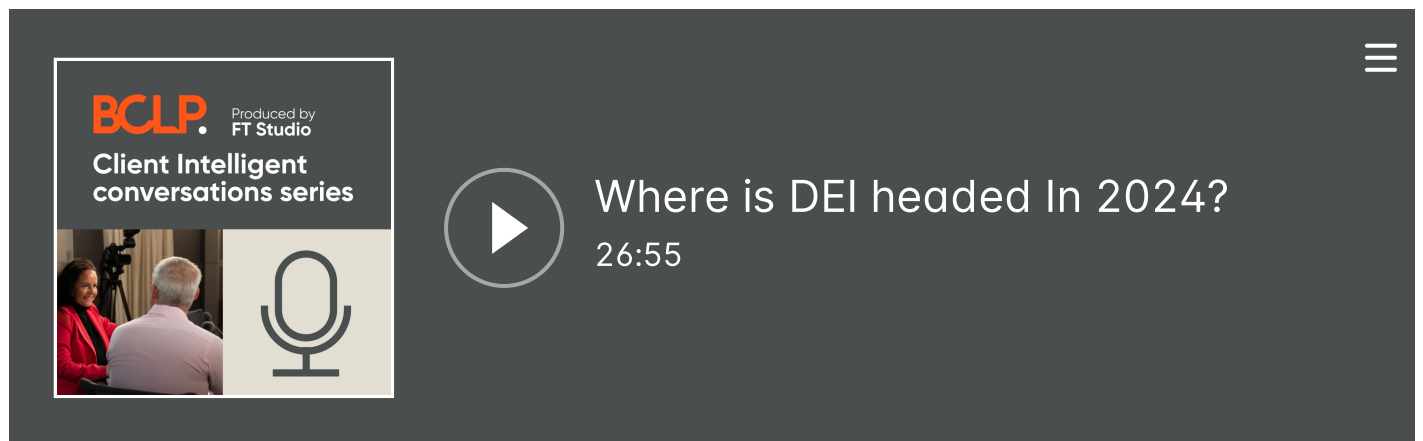 BCLP.
Produced by
FT Studio
Client Intelligent
conversations series
Where is DEI headed In 2024?
26:55